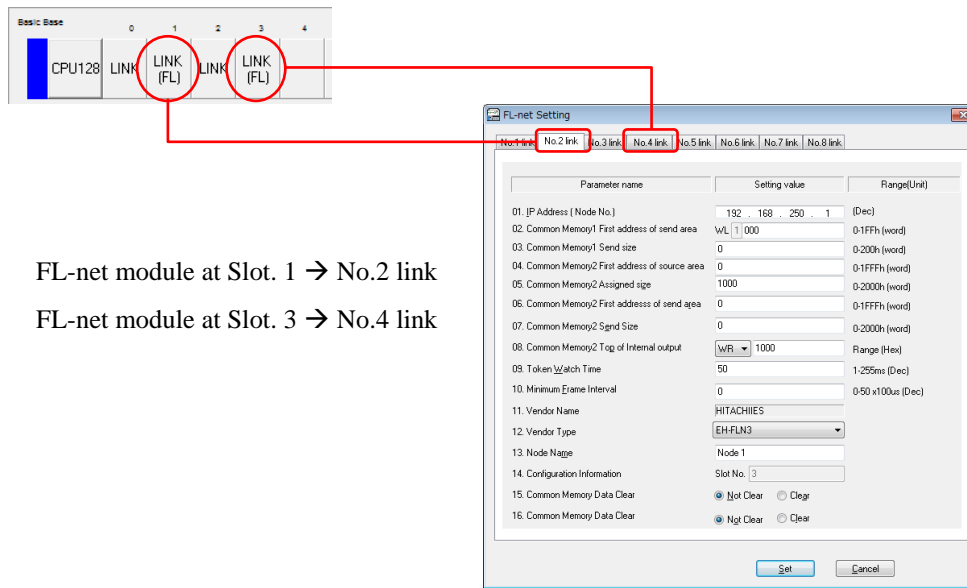 Basic Base
0 1 2 3 4
CPU128 LINK LINK (FL) LINK LINK (FL)
FL-net Setting
No.1 link No.2 link No.3 link No.4 link No.5 link No.6 link No.7 link No.8 link
Parameter name Setting value Range(Unit)
01. IP Address ( Node No.) 192 . 168 . 250 . 1 (Dec)
02. Common Memory1 First address of send area WL 1 000 0-1FFh (word)
03. Common Memory1 Send size 0 0-200h (word)
04. Common Memory2 First address of source area 0 0-1FFFh (word)
05. Common Memory2 Assigned size 1000 0-2000h (word)
06. Common Memory2 First addresss of send area 0 0-1FFFh (word)
07. Common Memory2 Send Size 0 0-2000h (word)
08. Common Memory2 Top of Internal output WR 1000 Range (Hex)
09. Token Watch Time 50 1-255ms (Dec)
10. Minimum Frame Interval 0 0-50 x100us (Dec)
11. Vendor Name HITACHIIES
12. Vendor Type EH-FLN3
13. Node Name Node 1
14. Configuration Information Slot No. 3
15. Common Memory Data Clear Not Clear Clear
16. Common Memory Data Clear Not Clear Clear
Set Cancel
FL-net module at Slot. 1 → No.2 link
FL-net module at Slot. 3 → No.4 link